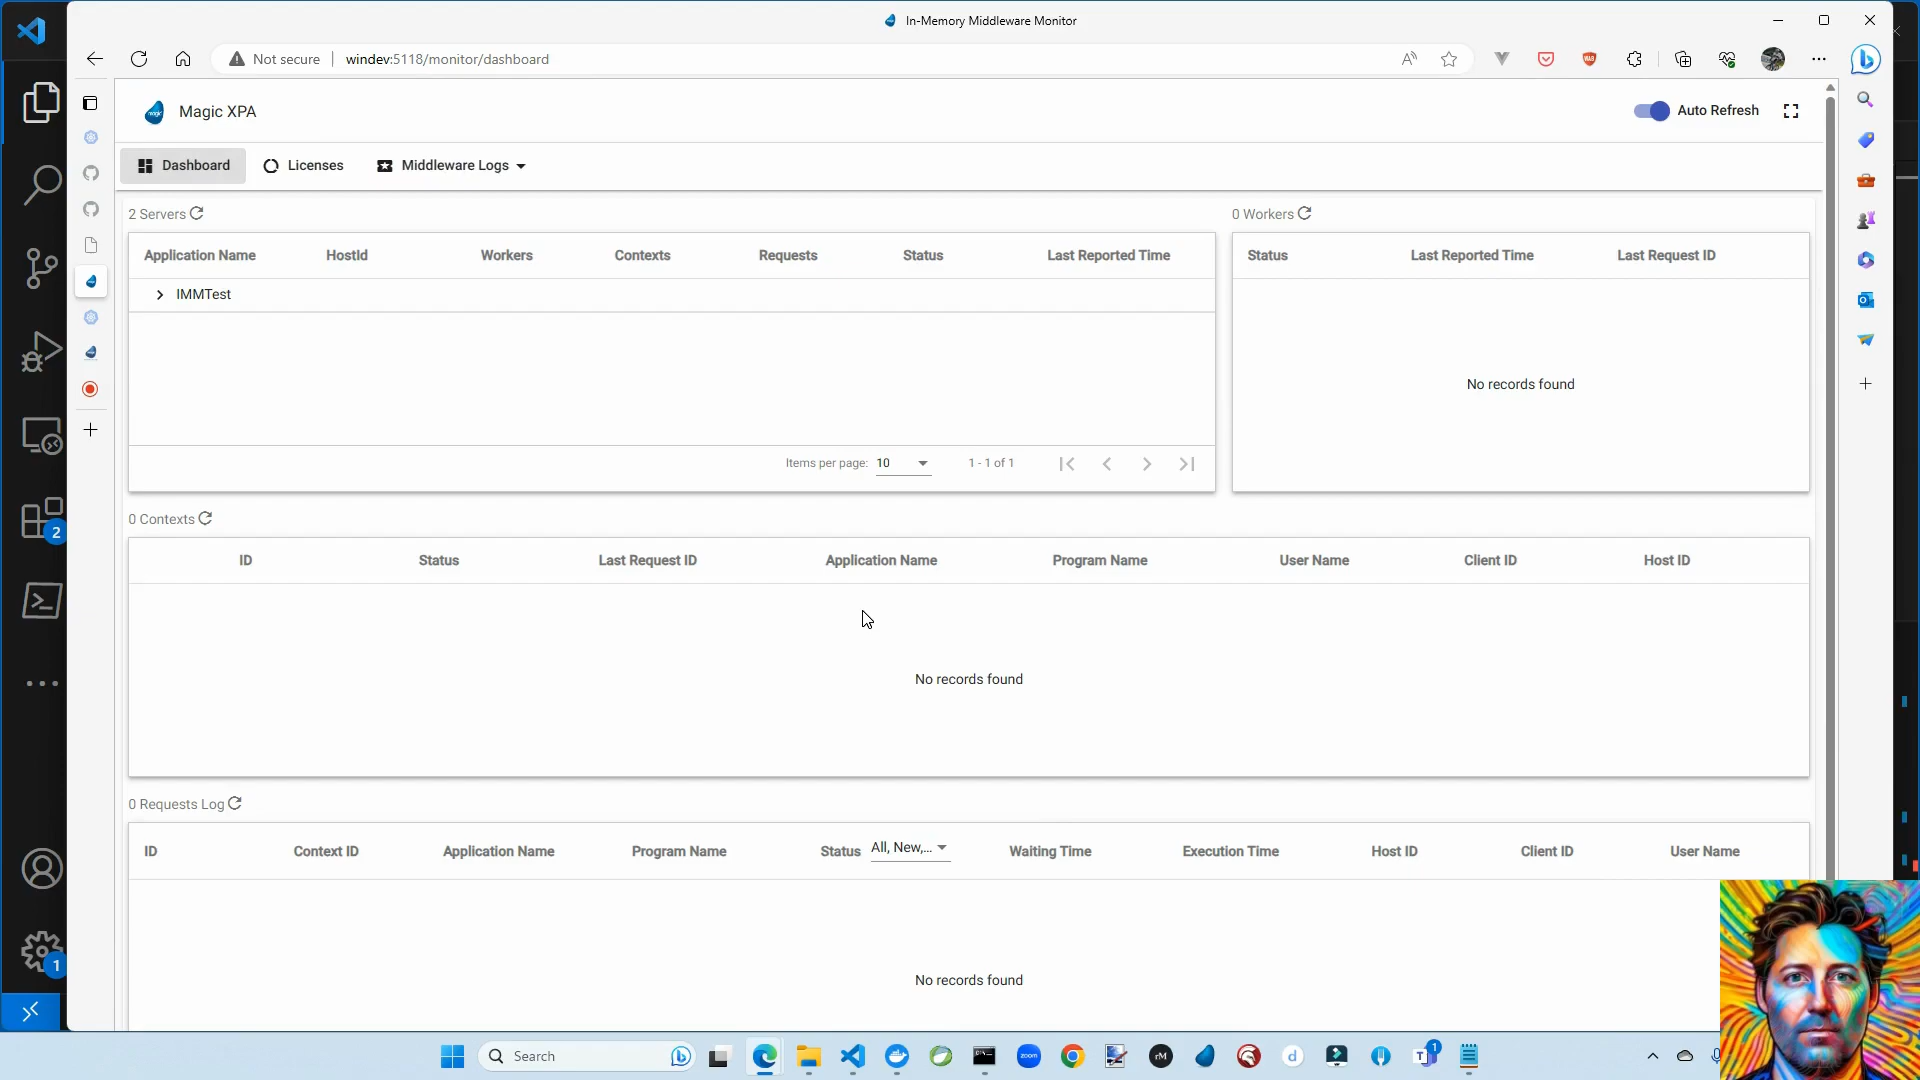 In-Memory Middleware Monitor
Not secure windev:5118/monitor/dashboard
Magic XPA
Auto Refresh
Dashboard Licenses Middleware Logs
2 Servers
Application Name HostId Workers Contexts Requests Status Last Reported Time
IMMTest
Items per page: 10 1 - 1 of 1
0 Workers
Status Last Reported Time Last Request ID
No records found
0 Contexts
ID Status Last Request ID Application Name Program Name User Name Client ID Host ID
No records found
0 Requests Log
ID Context ID Application Name Program Name Status All, New,... Waiting Time Execution Time Host ID Client ID User Name
No records found
2
1
Search
zoom
rM
d
1